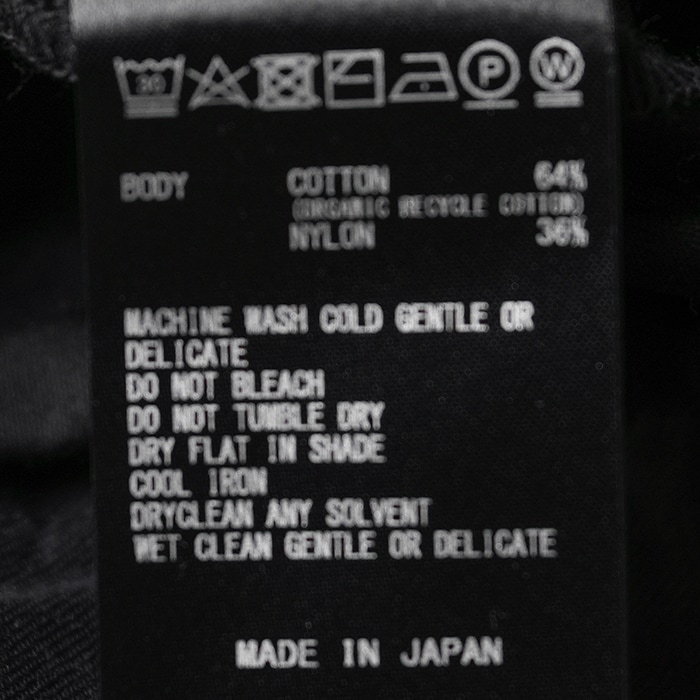 30 P W
BODY COTTON 64%
(ORGANIC RECYCLE COTTON)
NYLON 36%
MACHINE WASH COLD GENTLE OR
DELICATE
DO NOT BLEACH
DO NOT TUMBLE DRY
DRY FLAT IN SHADE
COOL IRON
DRYCLEAN ANY SOLVENT
WET CLEAN GENTLE OR DELICATE
MADE IN JAPAN